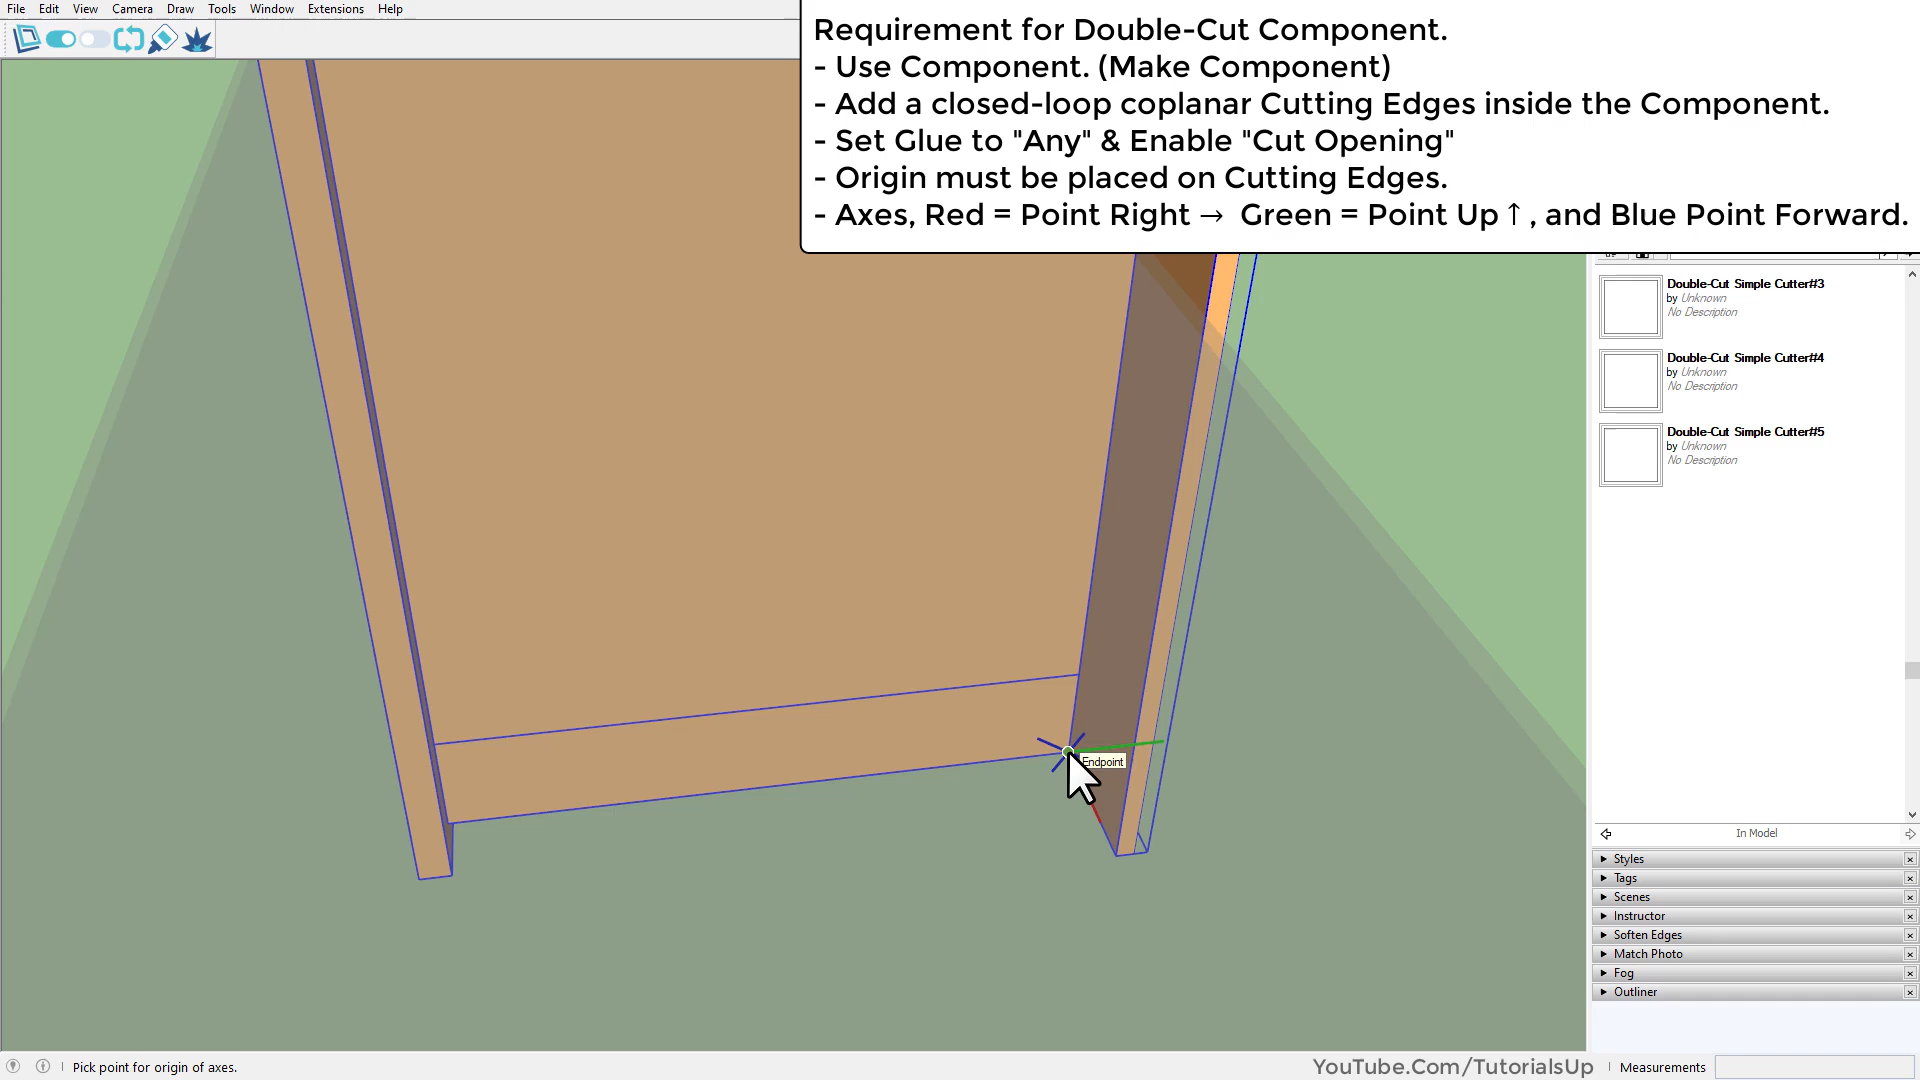 File Edit View Camera Draw Tools Window Extensions Help
Requirement for Double-Cut Component.
- Use Component. (Make Component)
- Add a closed-loop coplanar Cutting Edges inside the Component.
- Set Glue to "Any" & Enable "Cut Opening"
- Origin must be placed on Cutting Edges.
- Axes, Red = Point Right → Green = Point Up ↑, and Blue Point Forward.
Double-Cut Simple Cutter#3
by Unknown
No Description
Double-Cut Simple Cutter#4
by Unknown
No Description
Double-Cut Simple Cutter#5
by Unknown
No Description
Endpoint
In Model
Styles
Tags
Scenes
Instructor
Soften Edges
Match Photo
Fog
Outliner
Pick point for origin of axes.
YouTube.Com/TutorialsUp
Measurements